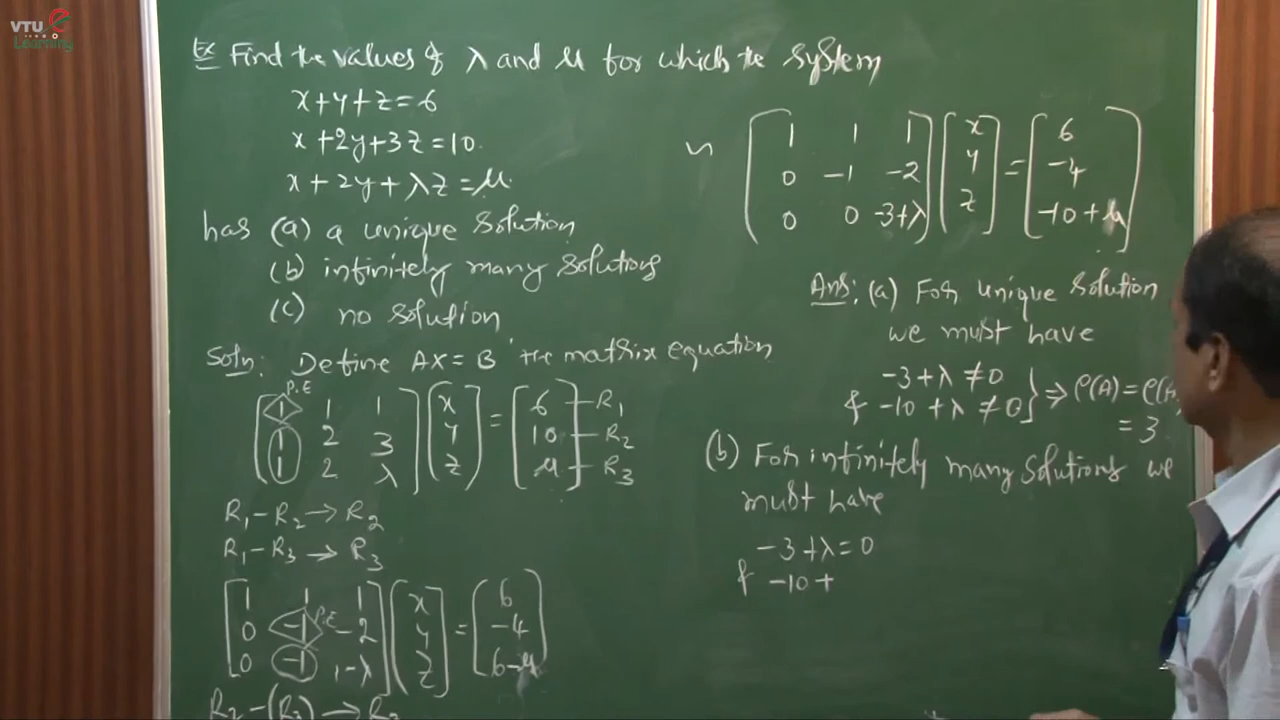 VTU e
Learning
Ex Find the values of λ and μ for which the system
x+y+z=6
x+2y+3z=10.
x+2y+λz=μ.
has (a) a unique solution
(b) infinitely many solutions
(c) no solution
Soln: Define AX=B the matrix equation
P.E
1 1 1 x 6 R1
1 2 3 y = 10 R2
1 2 λ z μ R3
R1-R2→R2
R1-R3→R3
1 1 1 x 6
0 -1 P.E -2 y = -4
0 -1 1-λ z 6-μ
R2-(R3)→R3
~ 1 1 1 x 6
0 -1 -2 y = -4
0 0 -3+λ z -10+μ
Ans: (a) For unique solution
we must have
-3+λ≠0
& -10+λ≠0 } ⇒ ρ(A)=ρ(A
=3
(b) For infinitely many solutions we
must have
-3+λ=0
& -10+